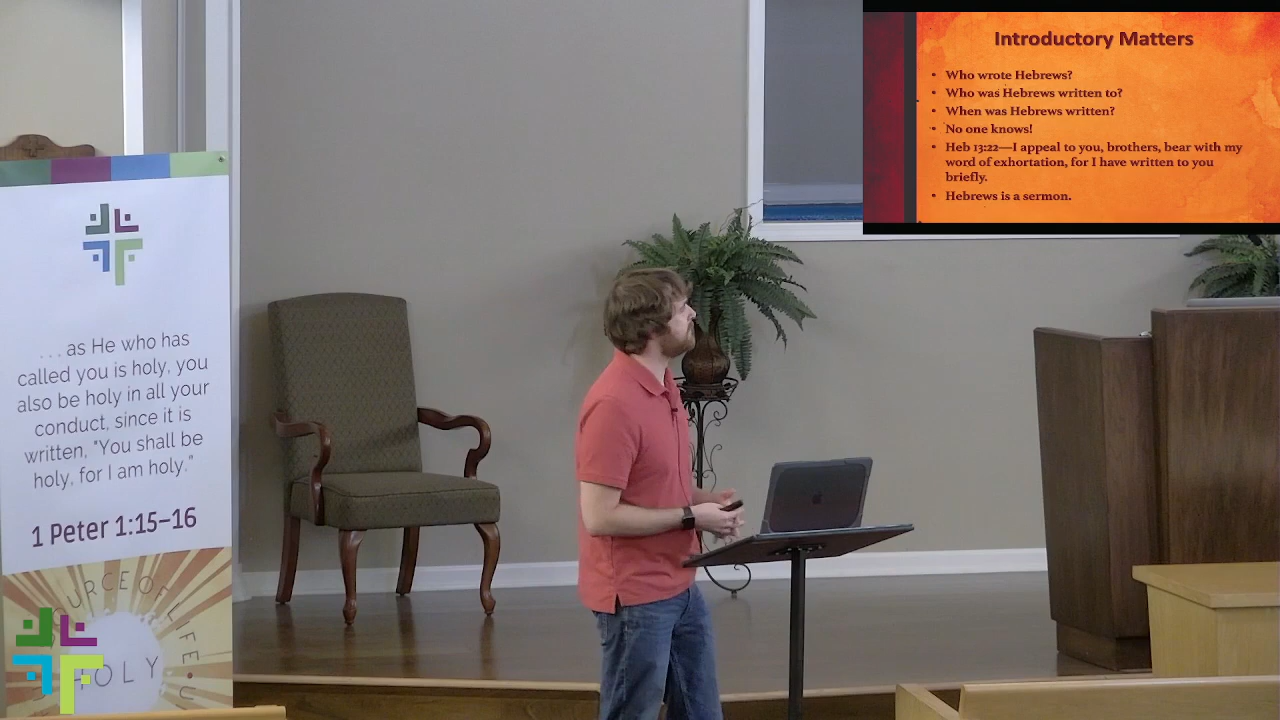 Introductory Matters
• Who wrote Hebrews?
• Who was Hebrews written to?
• When was Hebrews written?
• No one knows!
• Heb 13:22—I appeal to you, brothers, bear with my
word of exhortation, for I have written to you
briefly.
• Hebrews is a sermon.
. . . as He who has
called you is holy, you
also be holy in all your
conduct, since it is
written, "You shall be
holy, for I am holy."
1 Peter 1:15–16
HOLY